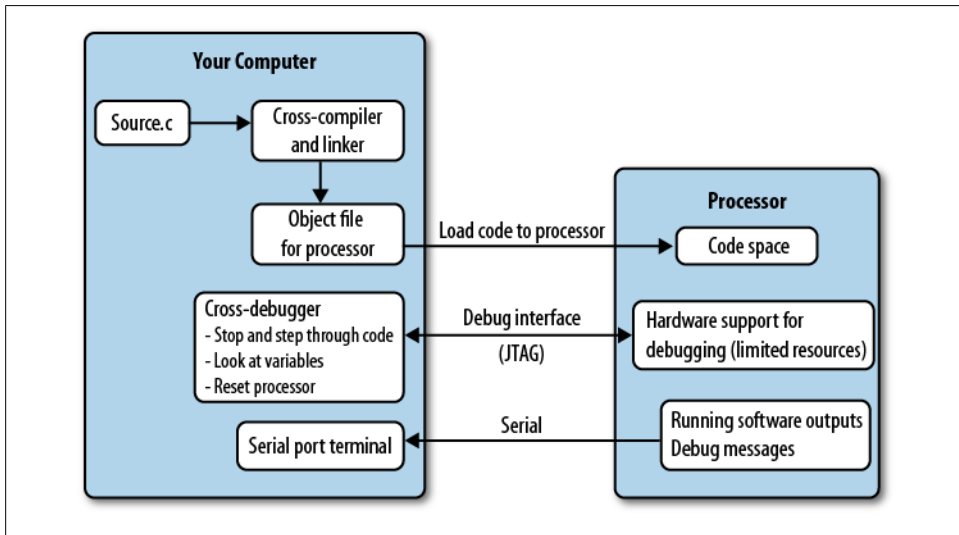 Your Computer
Source.c
Cross-compiler
and linker
Object file
for processor
Cross-debugger
- Stop and step through code
- Look at variables
- Reset processor
Serial port terminal
Load code to processor
Debug interface
(JTAG)
Serial
Processor
Code space
Hardware support for
debugging (limited resources)
Running software outputs
Debug messages